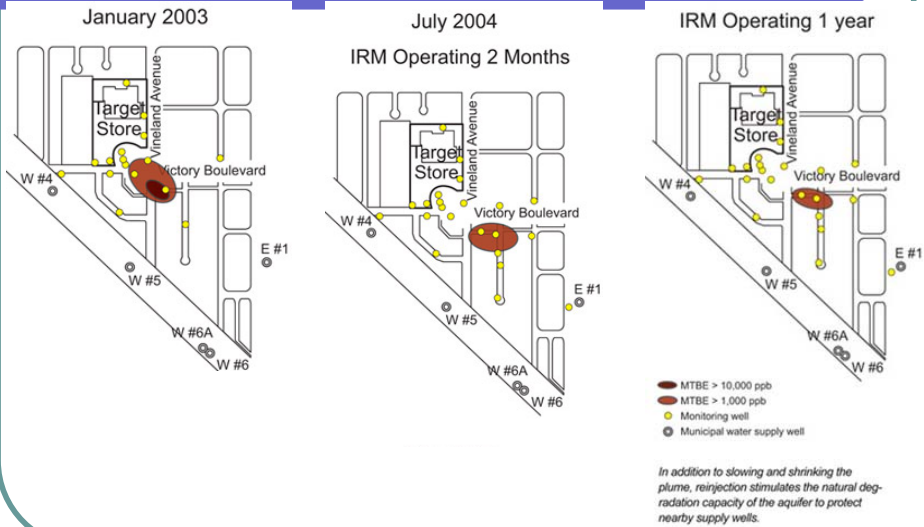 January 2003
Vineland Avenue
Target
Store
Victory Boulevard
W #4
E #1
W #5
W #6A
W #6
July 2004
IRM Operating 2 Months
Vineland Avenue
Target
Store
Victory Boulevard
W #4
E #1
W #5
W #6A
W #6
IRM Operating 1 year
Vineland Avenue
Target
Store
Victory Boulevard
W #4
E #1
W #5
W #6A
W #6
MTBE > 10,000 ppb
MTBE > 1,000 ppb
Monitoring well
Municipal water supply well
In addition to slowing and shrinking the
plume, reinjection stimulates the natural deg-
radation capacity of the aquifer to protect
nearby supply wells.